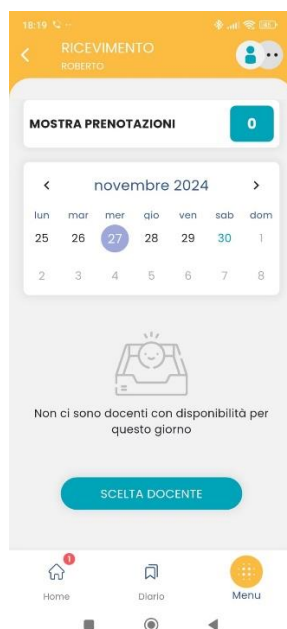 18:19
RICEVIMENTO
ROBERTO
MOSTRA PRENOTAZIONI 0
novembre 2024
lun mar mer gio ven sab dom
25 26 27 28 29 30 1
2 3 4 5 6 7 8
Non ci sono docenti con disponibilità per
questo giorno
SCELTA DOCENTE
1
Home Diario Menu